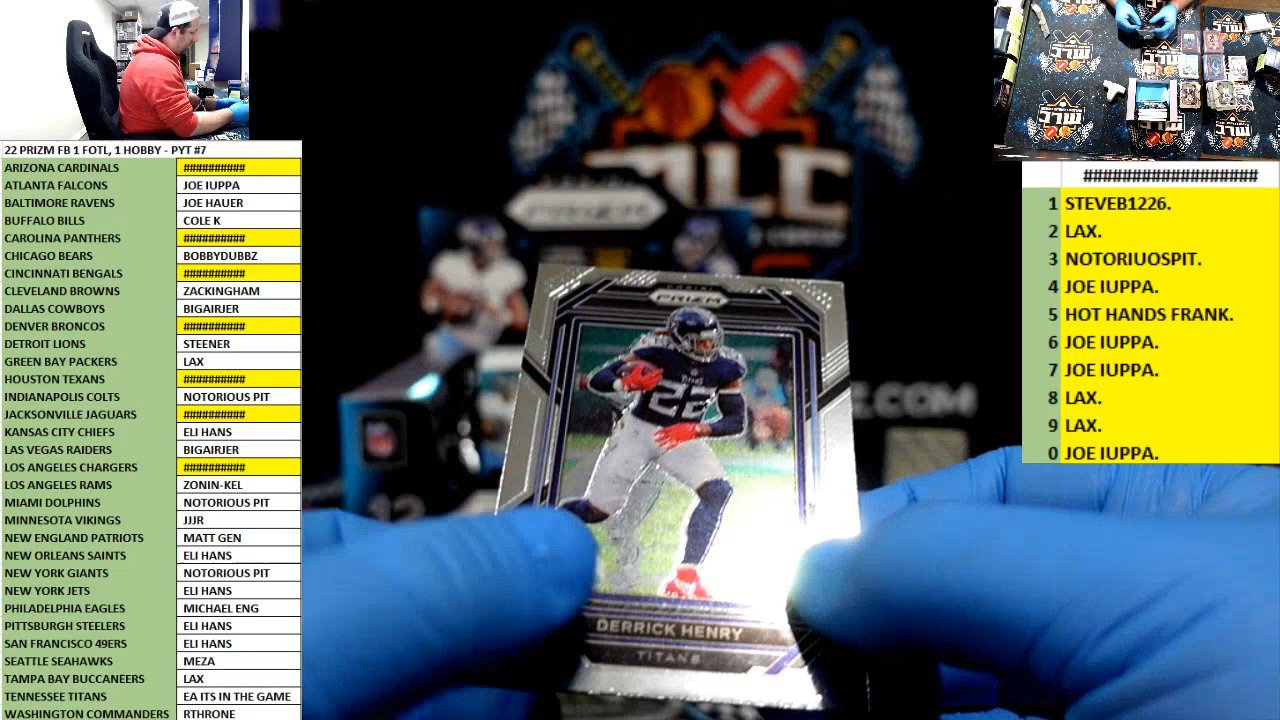 22 PRIZM FB 1 FOTL, 1 HOBBY - PYT #7
ARIZONA CARDINALS ##########
ATLANTA FALCONS JOE IUPPA
BALTIMORE RAVENS JOE HAUER
BUFFALO BILLS COLE K
CAROLINA PANTHERS ##########
CHICAGO BEARS BOBBYDUBBZ
CINCINNATI BENGALS ##########
CLEVELAND BROWNS ZACKINGHAM
DALLAS COWBOYS BIGAIRJER
DENVER BRONCOS ##########
DETROIT LIONS STEENER
GREEN BAY PACKERS LAX
HOUSTON TEXANS ##########
INDIANAPOLIS COLTS NOTORIOUS PIT
JACKSONVILLE JAGUARS ##########
KANSAS CITY CHIEFS ELI HANS
LAS VEGAS RAIDERS BIGAIRJER
LOS ANGELES CHARGERS ##########
LOS ANGELES RAMS ZONIN-KEL
MIAMI DOLPHINS NOTORIOUS PIT
MINNESOTA VIKINGS JJJR
NEW ENGLAND PATRIOTS MATT GEN
NEW ORLEANS SAINTS ELI HANS
NEW YORK GIANTS NOTORIOUS PIT
NEW YORK JETS ELI HANS
PHILADELPHIA EAGLES MICHAEL ENG
PITTSBURGH STEELERS ELI HANS
SAN FRANCISCO 49ERS ELI HANS
SEATTLE SEAHAWKS MEZA
TAMPA BAY BUCCANEERS LAX
TENNESSEE TITANS EA ITS IN THE GAME
WASHINGTON COMMANDERS RTHRONE
PRIZM
.COM
PANINI
PRIZM
TITANS
22
DERRICK HENRY
TITANS
##################
1 STEVEB1226.
2 LAX.
3 NOTORIUOSPIT.
4 JOE IUPPA.
5 HOT HANDS FRANK.
6 JOE IUPPA.
7 JOE IUPPA.
8 LAX.
9 LAX.
0 JOE IUPPA.